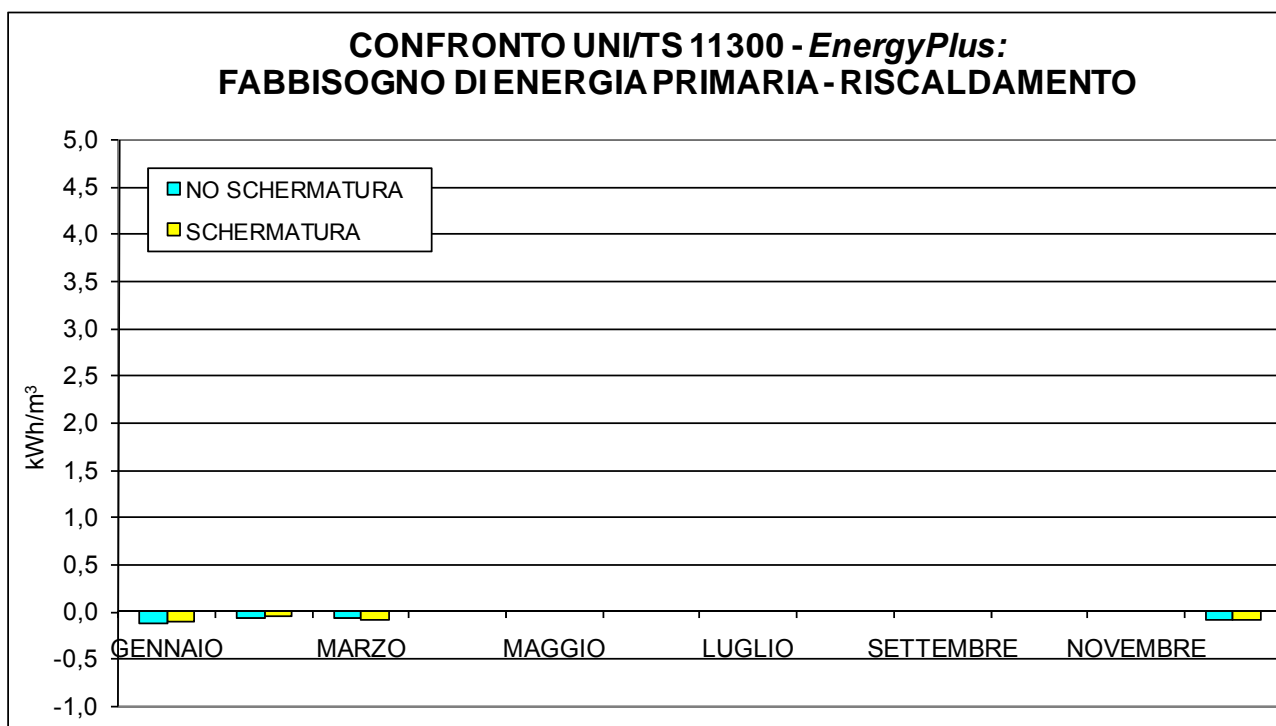 CONFRONTO UNI/TS 11300 - EnergyPlus:
FABBISOGNO DI ENERGIA PRIMARIA - RISCALDAMENTO
NO SCHERMATURA
SCHERMATURA
kWh/m³
5,0
4,5
4,0
3,5
3,0
2,5
2,0
1,5
1,0
0,5
0,0
-0,5
-1,0
GENNAIO MARZO MAGGIO LUGLIO SETTEMBRE NOVEMBRE